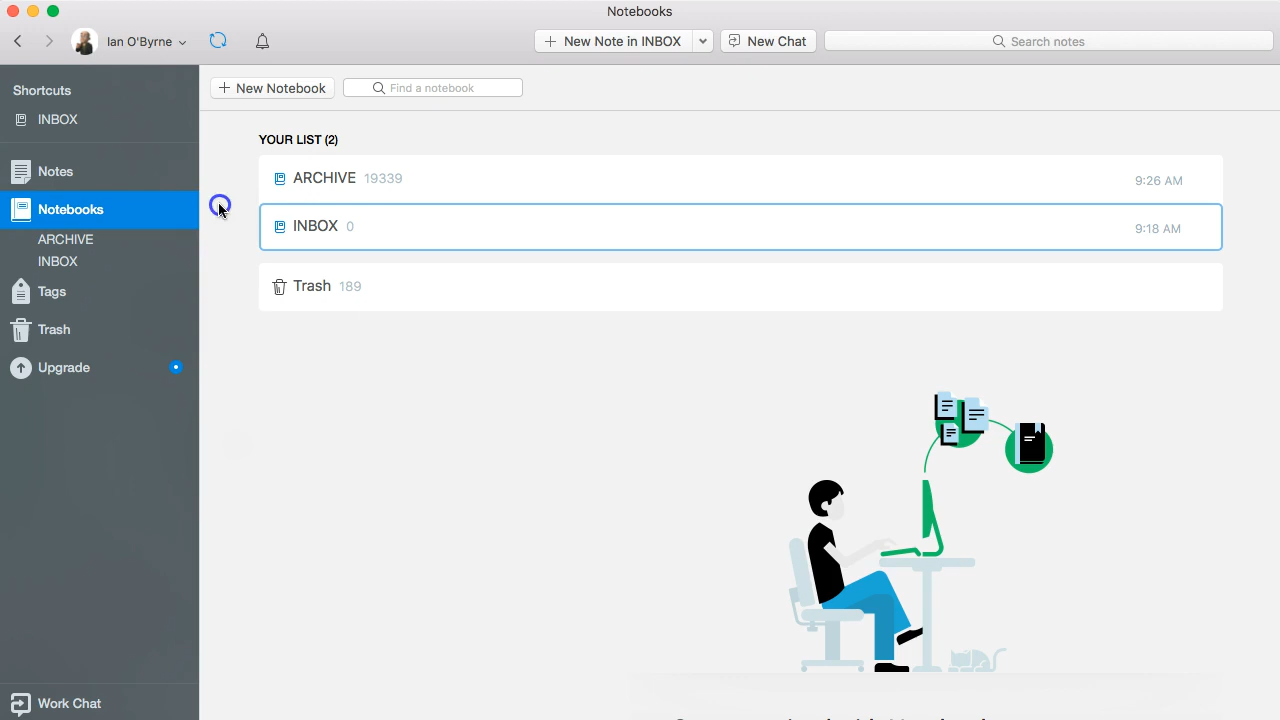 Notebooks
Ian O'Byrne
New Note in INBOX
New Chat
Search notes
Shortcuts
INBOX
Notes
Notebooks
ARCHIVE
INBOX
Tags
Trash
Upgrade
Work Chat
New Notebook
Find a notebook
YOUR LIST (2)
ARCHIVE 19339 9:26 AM
INBOX 0 9:18 AM
Trash 189